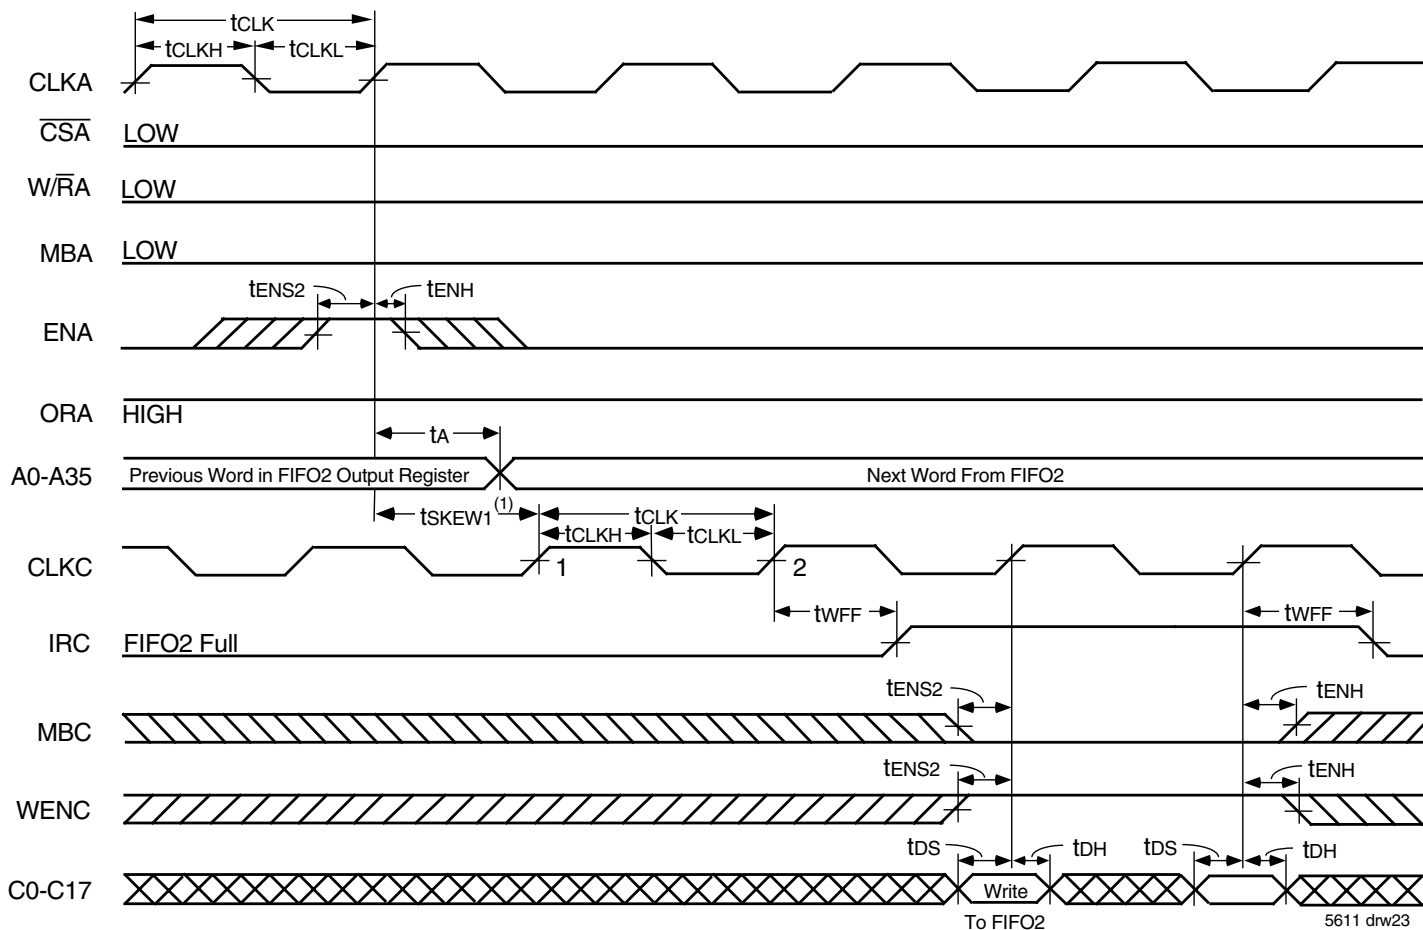 tCLK
tCLKH tCLKL
CLKA
CSA LOW
W/RA LOW
MBA LOW
tENS2 tENH
ENA
ORA HIGH
tA
A0-A35 Previous Word in FIFO2 Output Register Next Word From FIFO2
tSKEW1 (1) tCLK
tCLKH tCLKL
CLKC 1 2
tWFF tWFF
IRC FIFO2 Full
tENS2 tENH
MBC
tENS2 tENH
WENC
tDS tDH tDS tDH
C0-C17 Write
To FIFO2 5611 drw23